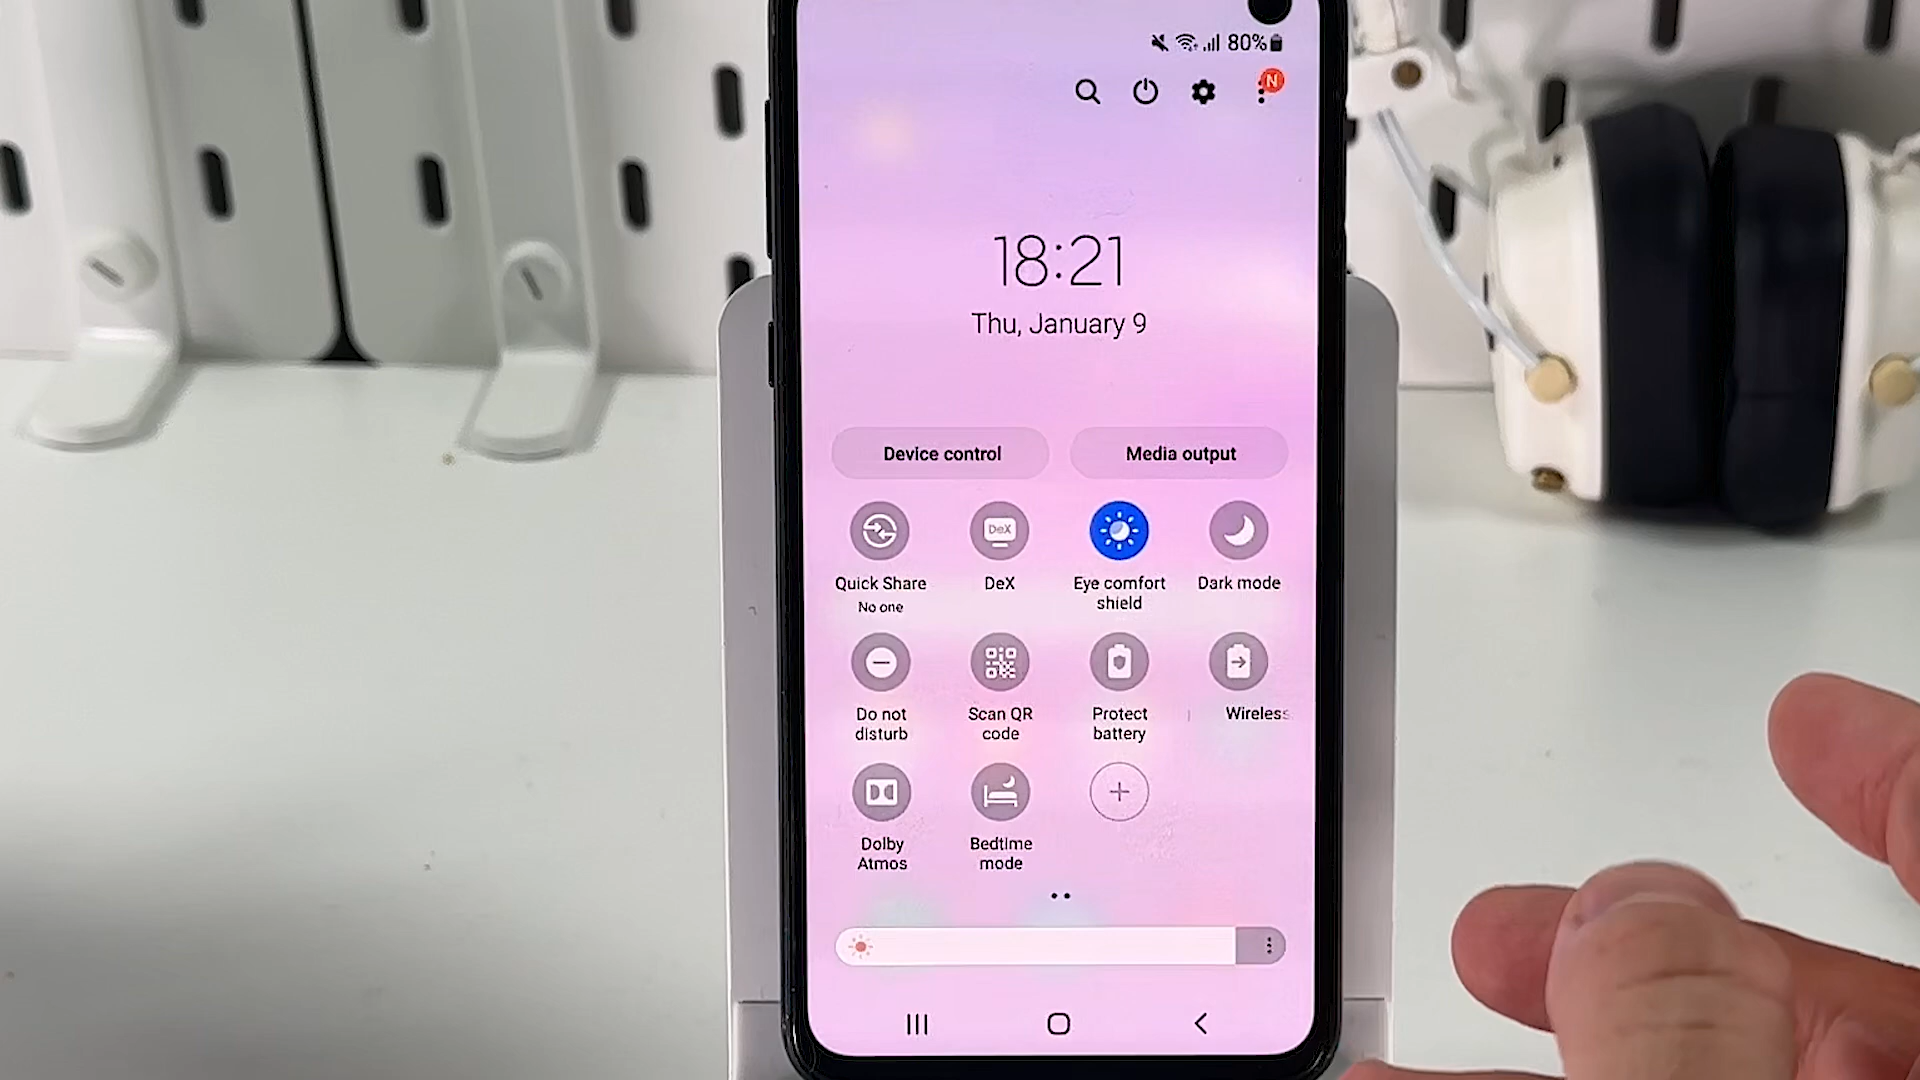 80%
N
18:21
Thu, January 9
Device control
Media output
DeX
Quick Share
No one
DeX
Eye comfort
shield
Dark mode
Do not
disturb
Scan QR
code
Protect
battery
Wireless
Dolby
Atmos
Bedtime
mode